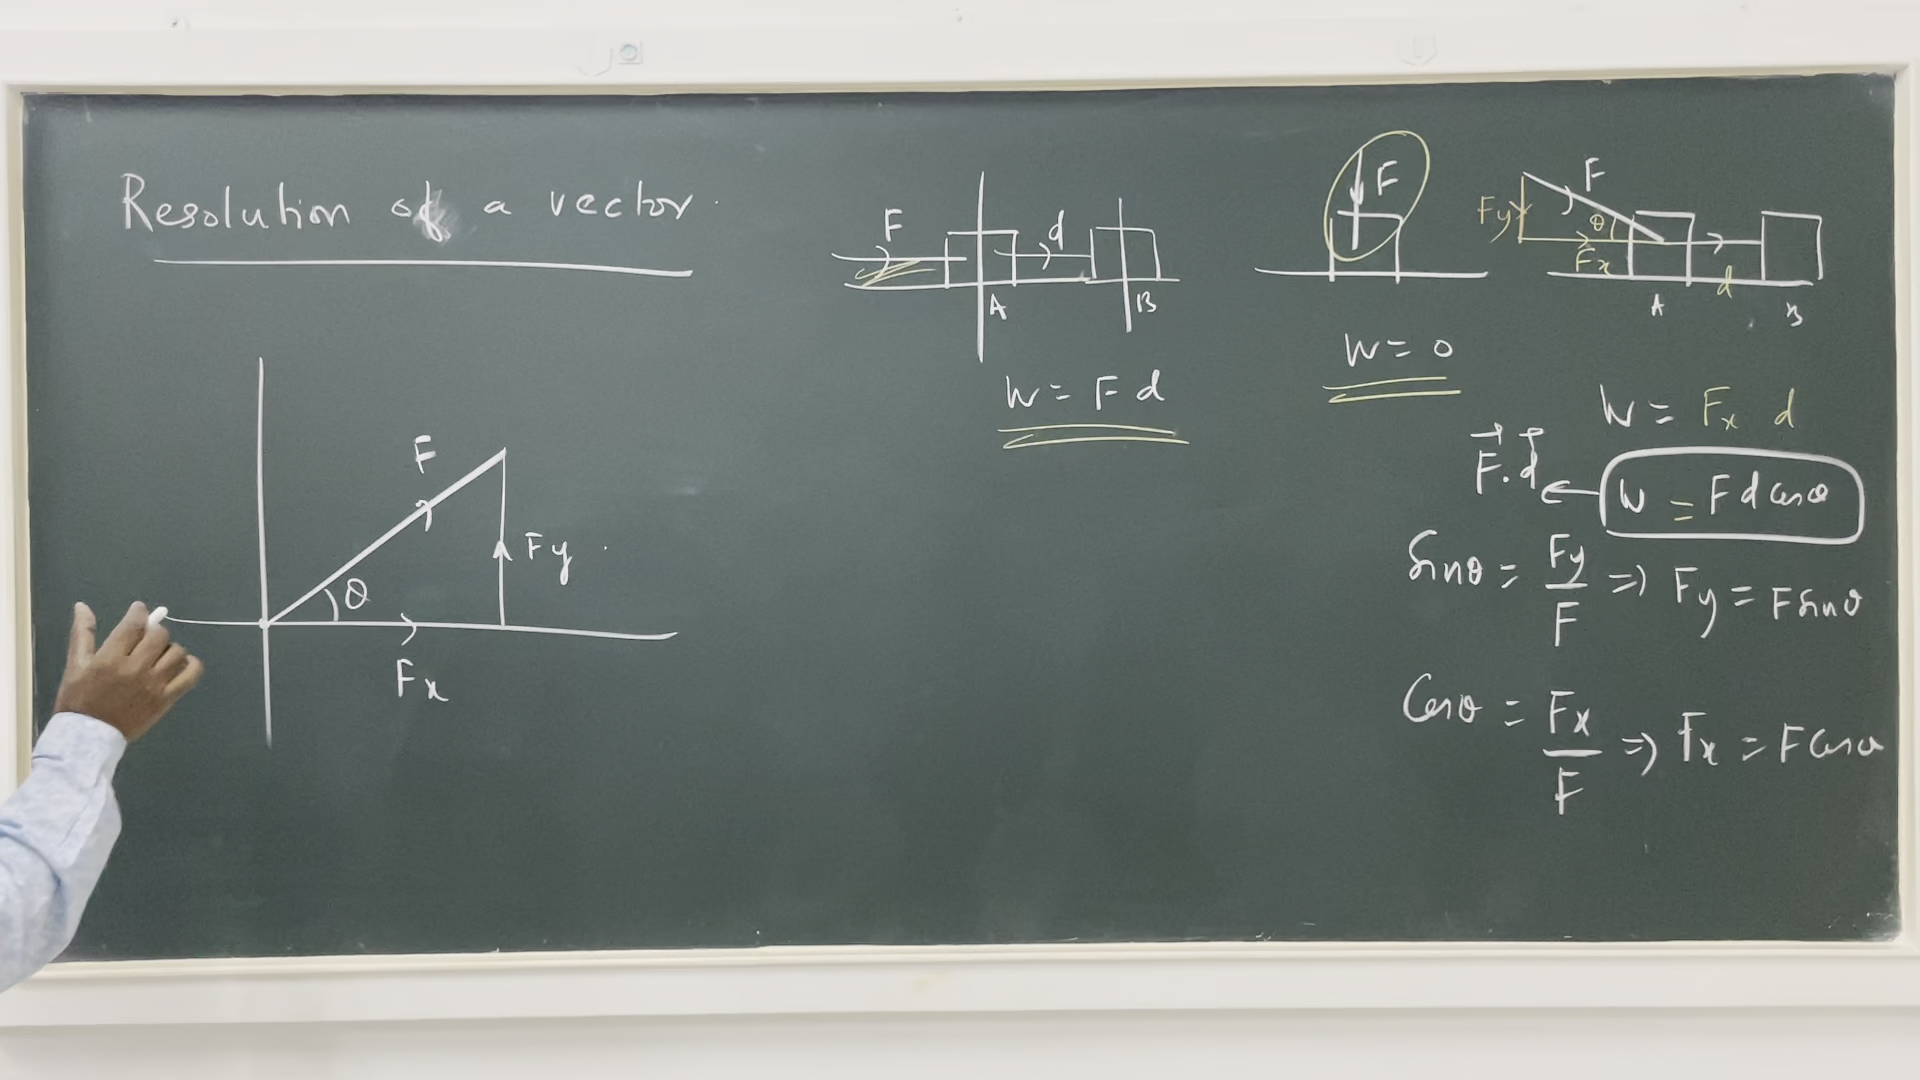 Resolution of a vector
F
Fy
θ
Fx
F
d
A
B
W = F d
F
W = 0
F
Fy
θ
Fx
d
A
B
W = Fx d
F⃗.d⃗ ← W = F d cosθ
Sinθ = Fy/F => Fy = F Sinθ
Cosθ = Fx/F => Fx = F Cosθ